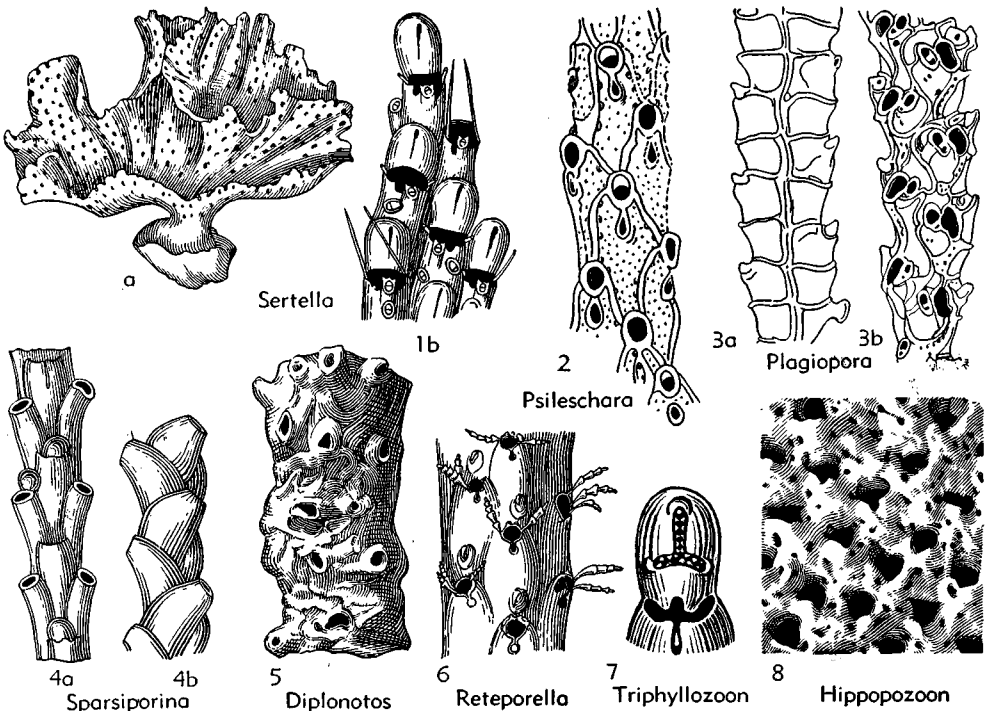 a
Sertella
1b
2
Psileschara
3a
Plagiopora
3b
4a
4b
Sparsiporina
5
Diplonotos
6
Reteporella
7
Triphyllozoon
8
Hippopozoon